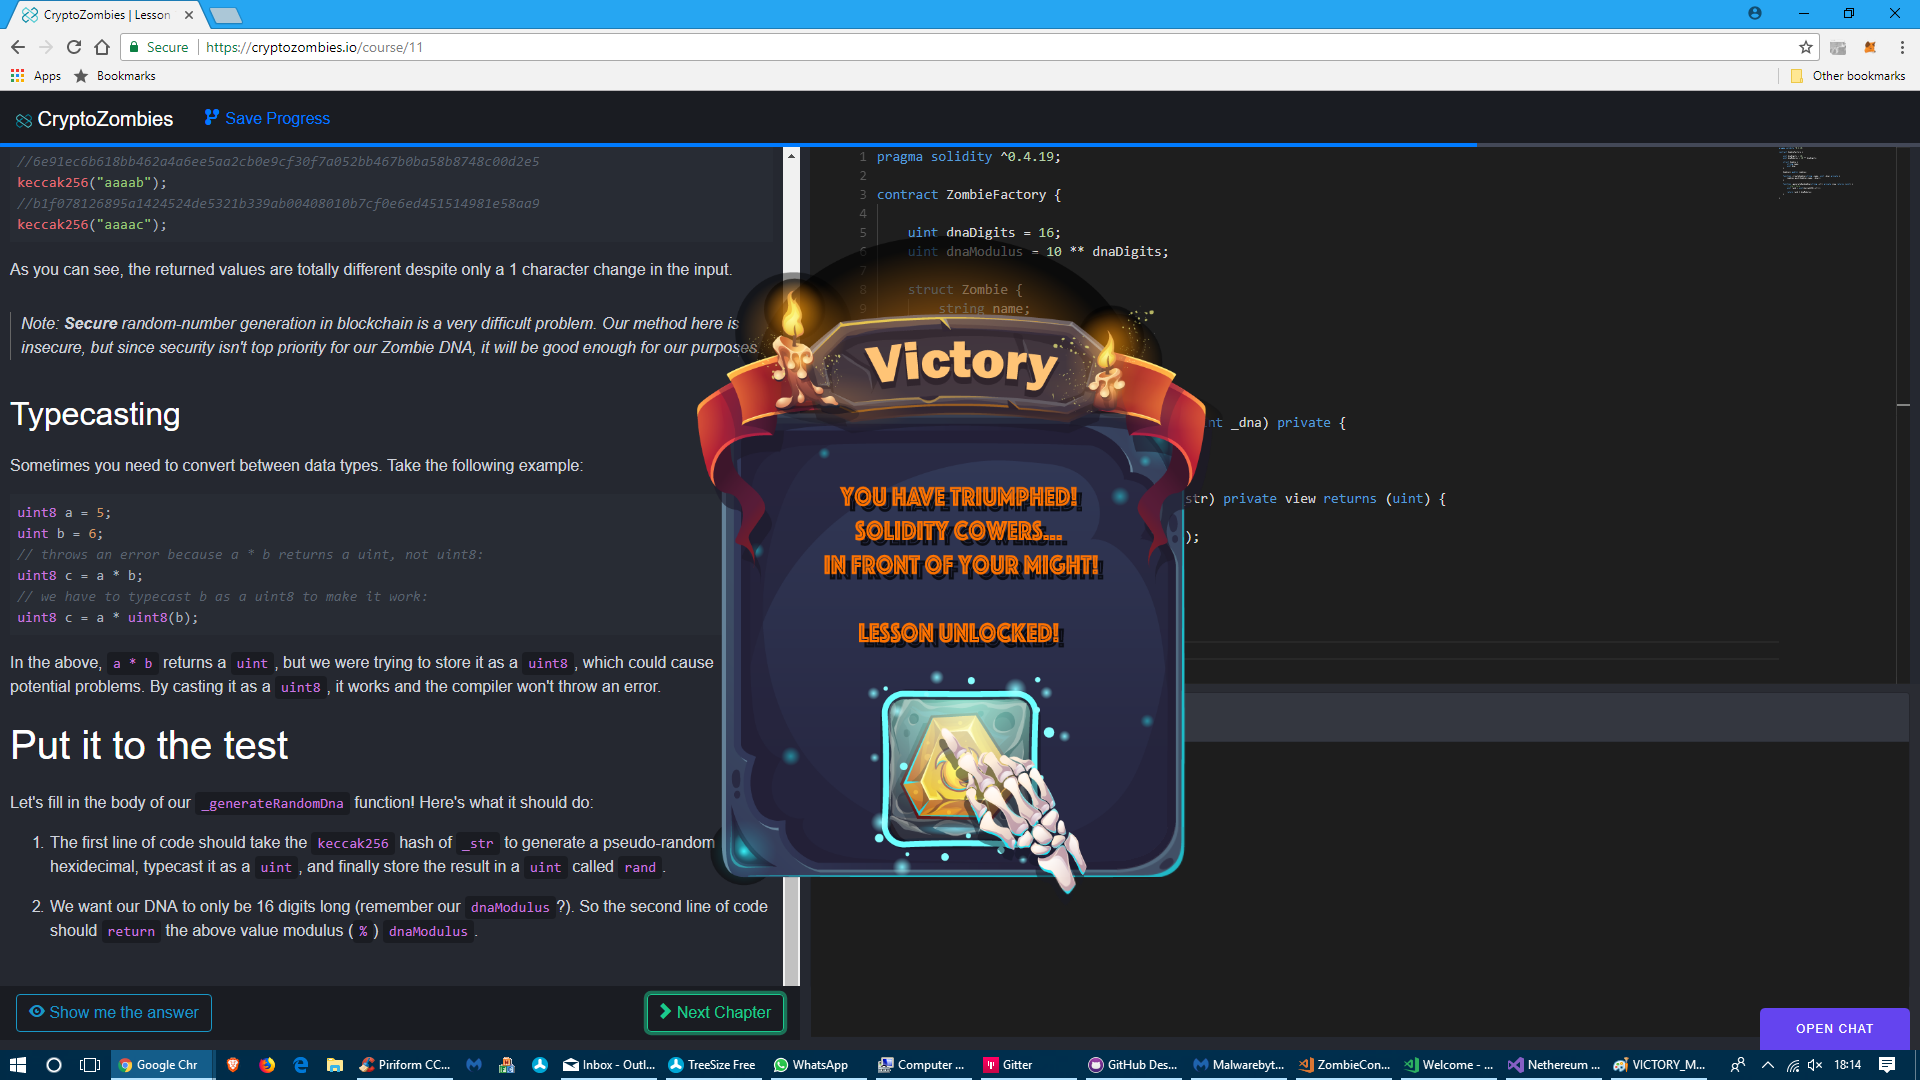 CryptoZombies | Lesson
Secure https://cryptozombies.io/course/11
Apps Bookmarks Other bookmarks
CryptoZombies Save Progress
//6e91ec6b618bb462a4a6ee5aa2cb0e9cf30f7a052bb467b0ba58b8748c00d2e5
keccak256("aaaab");
//b1f078126895a1424524de5321b339ab00408010b7cf0e6ed451514981e58aa9
keccak256("aaaac");
As you can see, the returned values are totally different despite only a 1 character change in the input.
Note: Secure random-number generation in blockchain is a very difficult problem. Our method here is
insecure, but since security isn't top priority for our Zombie DNA, it will be good enough for our purposes.
Typecasting
Sometimes you need to convert between data types. Take the following example:
uint8 a = 5;
uint b = 6;
// throws an error because a * b returns a uint, not uint8:
uint8 c = a * b;
// we have to typecast b as a uint8 to make it work:
uint8 c = a * uint8(b);
In the above, a * b returns a uint , but we were trying to store it as a uint8 , which could cause
potential problems. By casting it as a uint8 , it works and the compiler won't throw an error.
Put it to the test
Let's fill in the body of our _generateRandomDna function! Here's what it should do:
1. The first line of code should take the keccak256 hash of _str to generate a pseudo-random
hexidecimal, typecast it as a uint , and finally store the result in a uint called rand .
2. We want our DNA to only be 16 digits long (remember our dnaModulus ?). So the second line of code
should return the above value modulus ( % ) dnaModulus .
Show me the answer
Next Chapter
1 pragma solidity ^0.4.19;
2
3 contract ZombieFactory {
4
5 uint dnaDigits = 16;
6 uint dnaModulus = 10 ** dnaDigits;
7
8 struct Zombie {
9 string name;
int _dna) private {
str) private view returns (uint) {
);
Victory
YOU HAVE TRIUMPHED!
SOLIDITY COWERS...
IN FRONT OF YOUR MIGHT!
LESSON UNLOCKED!
OPEN CHAT
Google Chr
Piriform CC...
Inbox - Outl...
TreeSize Free
WhatsApp
Computer ...
Gitter
GitHub Des...
Malwarebyt...
ZombieCon...
Welcome - ...
Nethereum ...
VICTORY_M...
18:14